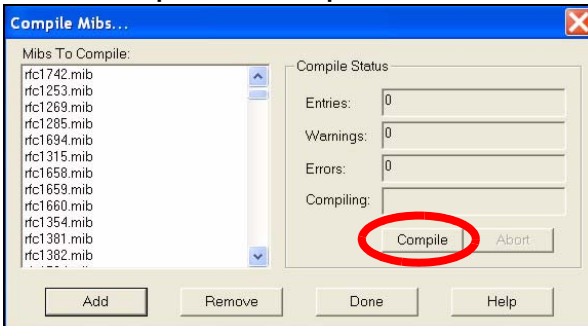 Compile Mibs...
Mibs To Compile:
rfc1742.mib
rfc1253.mib
rfc1269.mib
rfc1285.mib
rfc1694.mib
rfc1315.mib
rfc1658.mib
rfc1659.mib
rfc1660.mib
rfc1354.mib
rfc1381.mib
rfc1382.mib
Compile Status
Entries: 0
Warnings: 0
Errors: 0
Compiling:
Compile Abort
Add Remove Done Help